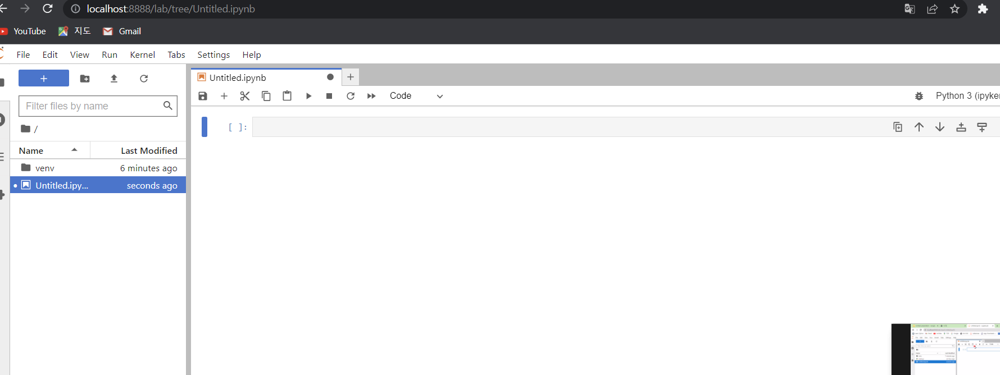 localhost:8888/lab/tree/Untitled.ipynb
YouTube 지도 Gmail
File Edit View Run Kernel Tabs Settings Help
Untitled.ipynb
Code
Python 3 (ipyker
Filter files by name
/
[ ]:
Name Last Modified
venv 6 minutes ago
Untitled.ipy... seconds ago